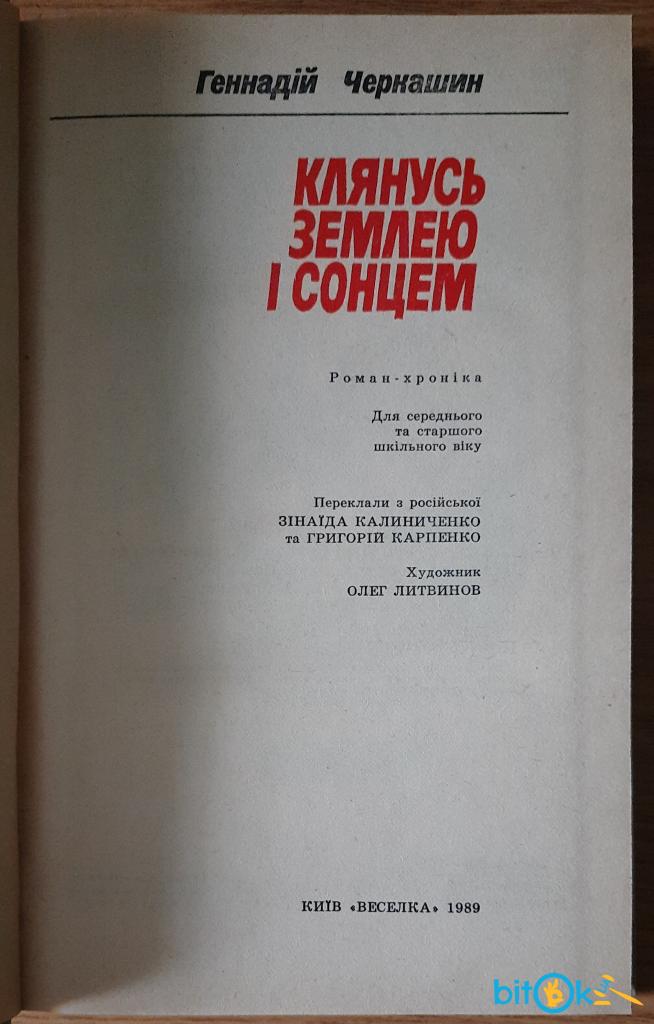 Геннадій Черкашин
КЛЯНУСЬ
ЗЕМЛЕЮ
І СОНЦЕМ
Роман-хроніка
Для середнього
та старшого
шкільного віку
Переклали з російської
ЗІНАЇДА КАЛИНИЧЕНКО
та ГРИГОРІЙ КАРПЕНКО
Художник
ОЛЕГ ЛИТВИНОВ
КИЇВ «ВЕСЕЛКА» 1989
bitOk